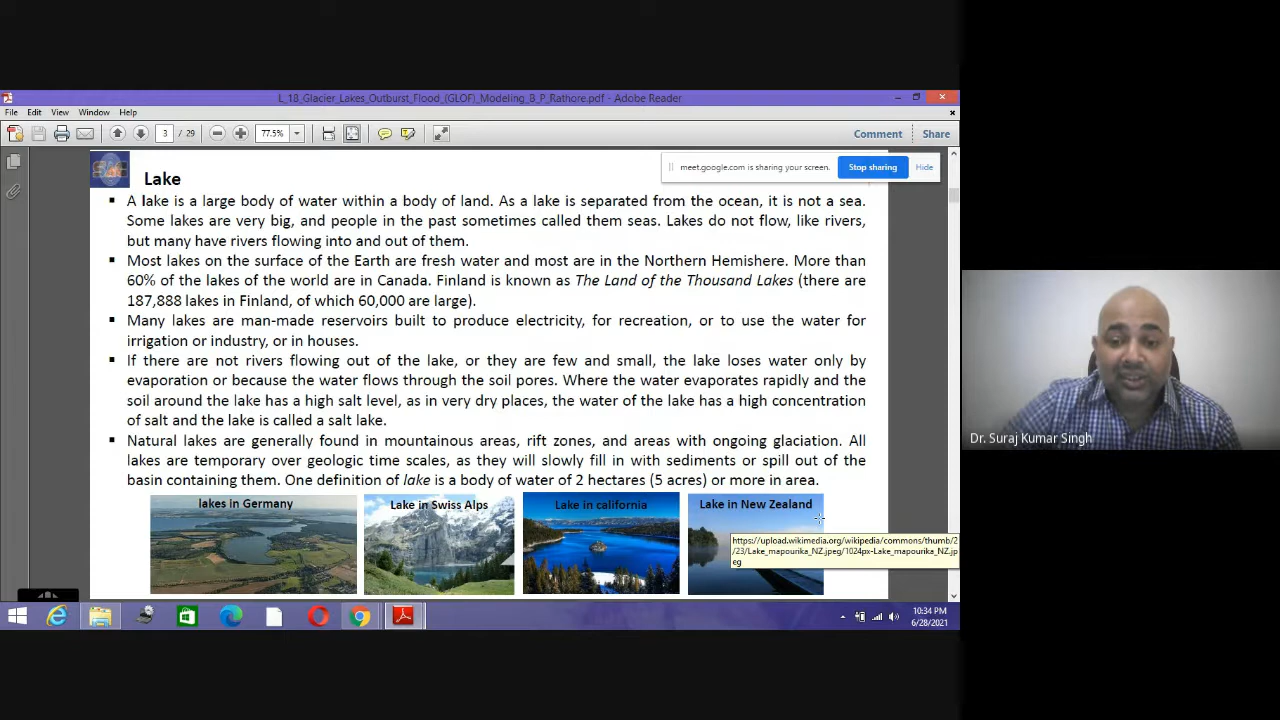 L_18_Glacier_Lakes_Outburst_Flood_(GLOF)_Modeling_B_P_Rathore.pdf - Adobe Reader
File Edit View Window Help
3 / 29 77.5% Comment Share
meet.google.com is sharing your screen. Stop sharing Hide
Lake
A lake is a large body of water within a body of land. As a lake is separated from the ocean, it is not a sea.
Some lakes are very big, and people in the past sometimes called them seas. Lakes do not flow, like rivers,
but many have rivers flowing into and out of them.
Most lakes on the surface of the Earth are fresh water and most are in the Northern Hemishere. More than
60% of the lakes of the world are in Canada. Finland is known as The Land of the Thousand Lakes (there are
187,888 lakes in Finland, of which 60,000 are large).
Many lakes are man-made reservoirs built to produce electricity, for recreation, or to use the water for
irrigation or industry, or in houses.
If there are not rivers flowing out of the lake, or they are few and small, the lake loses water only by
evaporation or because the water flows through the soil pores. Where the water evaporates rapidly and the
soil around the lake has a high salt level, as in very dry places, the water of the lake has a high concentration
of salt and the lake is called a salt lake.
Natural lakes are generally found in mountainous areas, rift zones, and areas with ongoing glaciation. All
lakes are temporary over geologic time scales, as they will slowly fill in with sediments or spill out of the
basin containing them. One definition of lake is a body of water of 2 hectares (5 acres) or more in area.
lakes in Germany
Lake in Swiss Alps
Lake in california
Lake in New Zealand
https://upload.wikimedia.org/wikipedia/commons/thumb/2
/23/Lake_mapourika_NZ.jpeg/1024px-Lake_mapourika_NZ.jp
eg
10:34 PM
6/28/2021
Dr. Suraj Kumar Singh